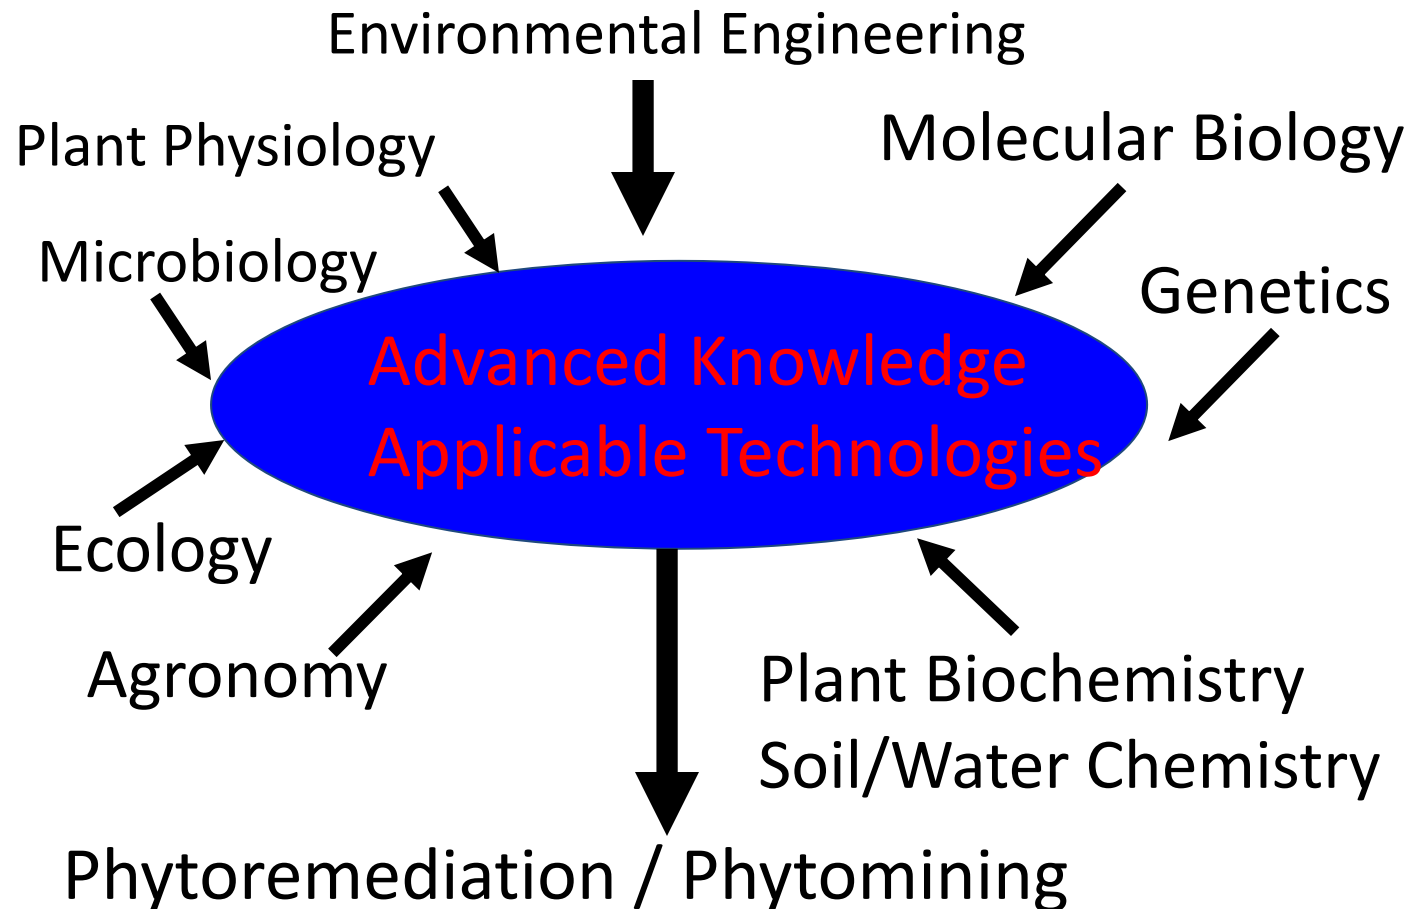 Environmental Engineering
Plant Physiology
Molecular Biology
Microbiology
Genetics
Advanced Knowledge
Applicable Technologies
Ecology
Agronomy
Plant Biochemistry
Soil/Water Chemistry
Phytoremediation / Phytomining